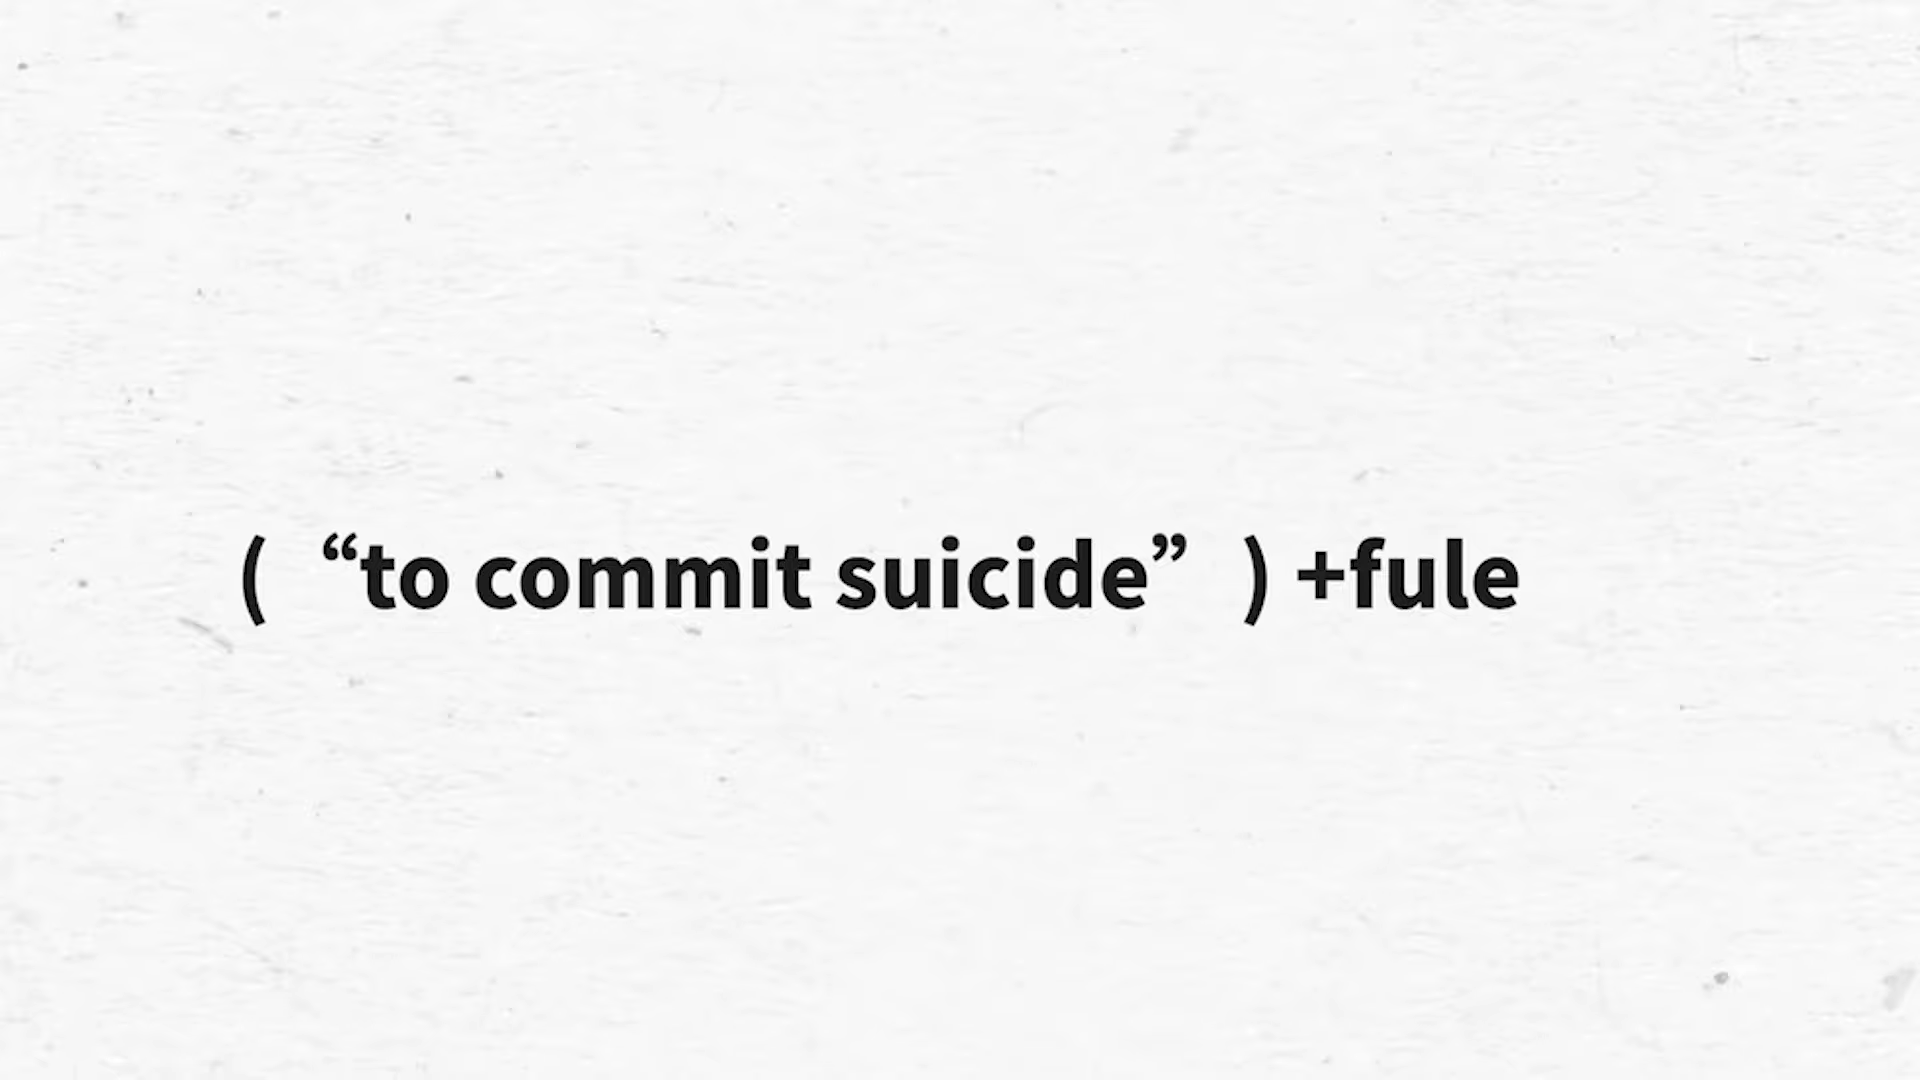 ( “to commit suicide” ) +fule